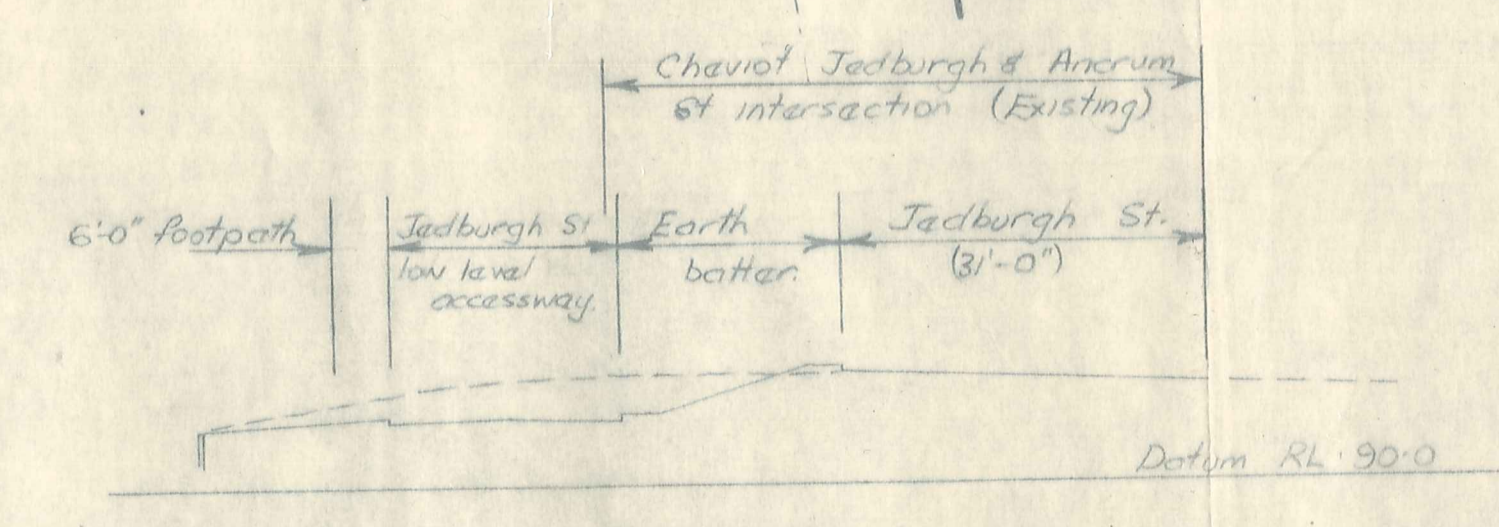 Cheviot Jedburgh & Ancrum
St intersection (Existing)
6'-0" footpath
Jedburgh St
low level
accessway.
Earth
batter.
Jedburgh St.
(31'-0")
Datum RL 90.0